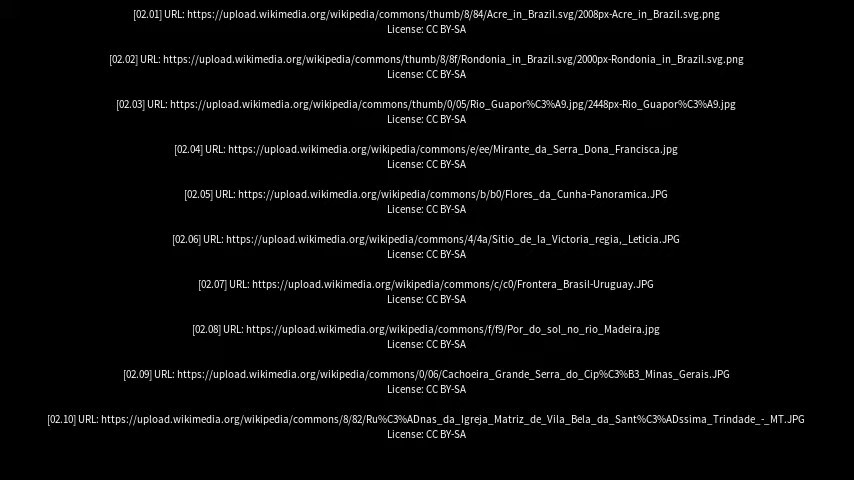 [02.01] URL: https://upload.wikimedia.org/wikipedia/commons/thumb/8/84/Acre_in_Brazil.svg/2008px-Acre_in_Brazil.svg.png
License: CC BY-SA
[02.02] URL: https://upload.wikimedia.org/wikipedia/commons/thumb/8/8f/Rondonia_in_Brazil.svg/2000px-Rondonia_in_Brazil.svg.png
License: CC BY-SA
[02.03] URL: https://upload.wikimedia.org/wikipedia/commons/thumb/0/05/Rio_Guapor%C3%A9.jpg/2448px-Rio_Guapor%C3%A9.jpg
License: CC BY-SA
[02.04] URL: https://upload.wikimedia.org/wikipedia/commons/e/ee/Mirante_da_Serra_Dona_Francisca.jpg
License: CC BY-SA
[02.05] URL: https://upload.wikimedia.org/wikipedia/commons/b/b0/Flores_da_Cunha-Panoramica.JPG
License: CC BY-SA
[02.06] URL: https://upload.wikimedia.org/wikipedia/commons/4/4a/Sitio_de_la_Victoria_regia,_Leticia.JPG
License: CC BY-SA
[02.07] URL: https://upload.wikimedia.org/wikipedia/commons/c/c0/Frontera_Brasil-Uruguay.JPG
License: CC BY-SA
[02.08] URL: https://upload.wikimedia.org/wikipedia/commons/f/f9/Por_do_sol_no_rio_Madeira.jpg
License: CC BY-SA
[02.09] URL: https://upload.wikimedia.org/wikipedia/commons/0/06/Cachoeira_Grande_Serra_do_Cip%C3%B3_Minas_Gerais.JPG
License: CC BY-SA
[02.10] URL: https://upload.wikimedia.org/wikipedia/commons/8/82/Ru%C3%ADnas_da_Igreja_Matriz_de_Vila_Bela_da_Sant%C3%ADssima_Trindade_-_MT.JPG
License: CC BY-SA